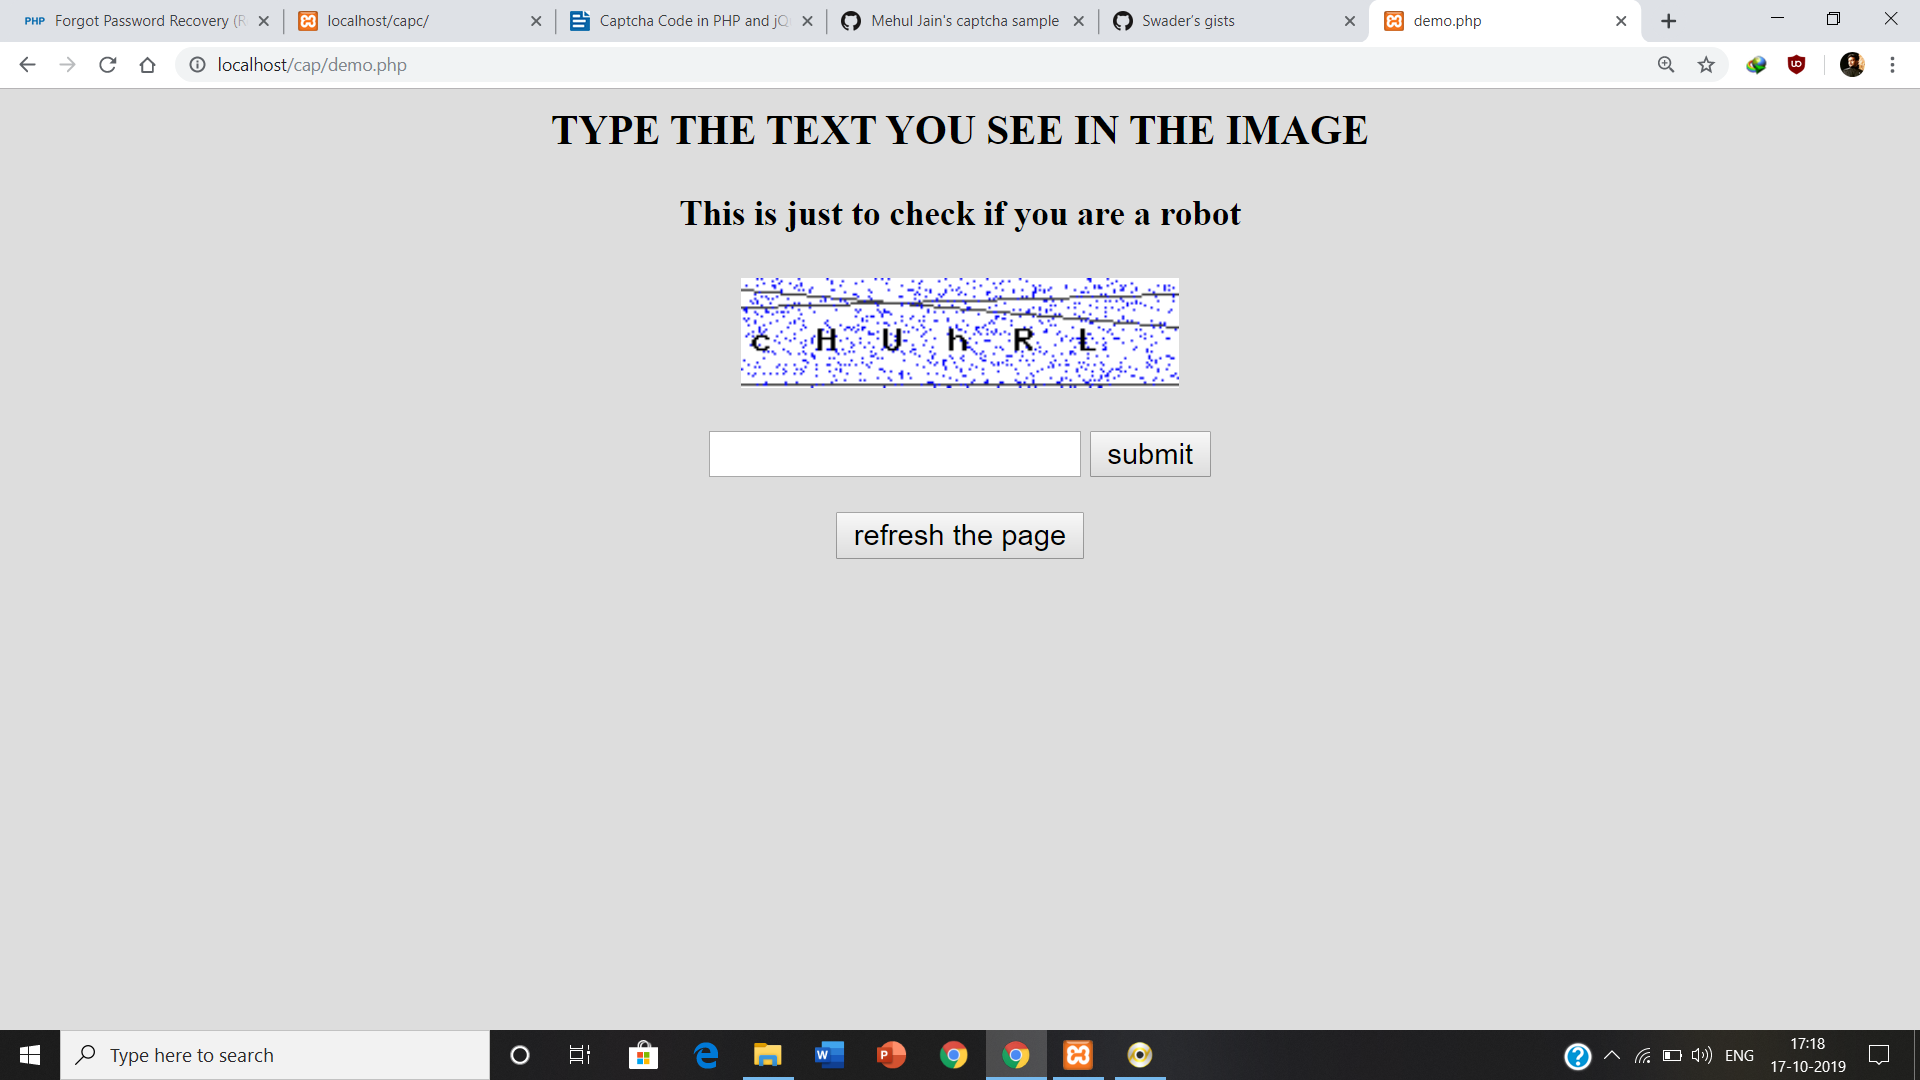 Forgot Password Recovery (R
localhost/capc/
Captcha Code in PHP and jQ
Mehul Jain's captcha sample
Swader's gists
demo.php
localhost/cap/demo.php
TYPE THE TEXT YOU SEE IN THE IMAGE
This is just to check if you are a robot
c H U h R L
submit
refresh the page
Type here to search
ENG
17:18
17-10-2019